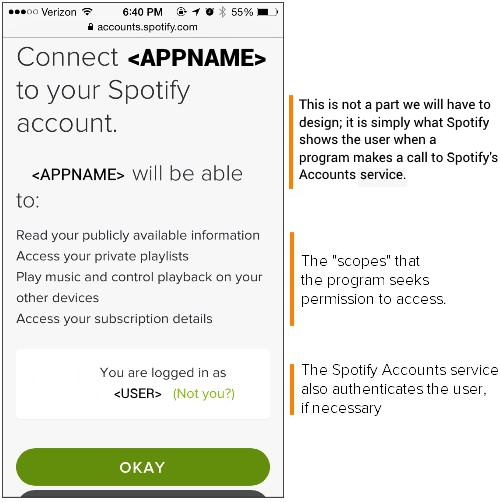 Verizon 6:40 PM 55%
accounts.spotify.com
Connect <APPNAME>
to your Spotify
account.
<APPNAME> will be able
to:
Read your publicly available information
Access your private playlists
Play music and control playback on your
other devices
Access your subscription details
You are logged in as
<USER> (Not you?)
OKAY
This is not a part we will have to
design; it is simply what Spotify
shows the user when a
program makes a call to Spotify's
Accounts service.
The "scopes" that
the program seeks
permission to access.
The Spotify Accounts service
also authenticates the user,
if necessary